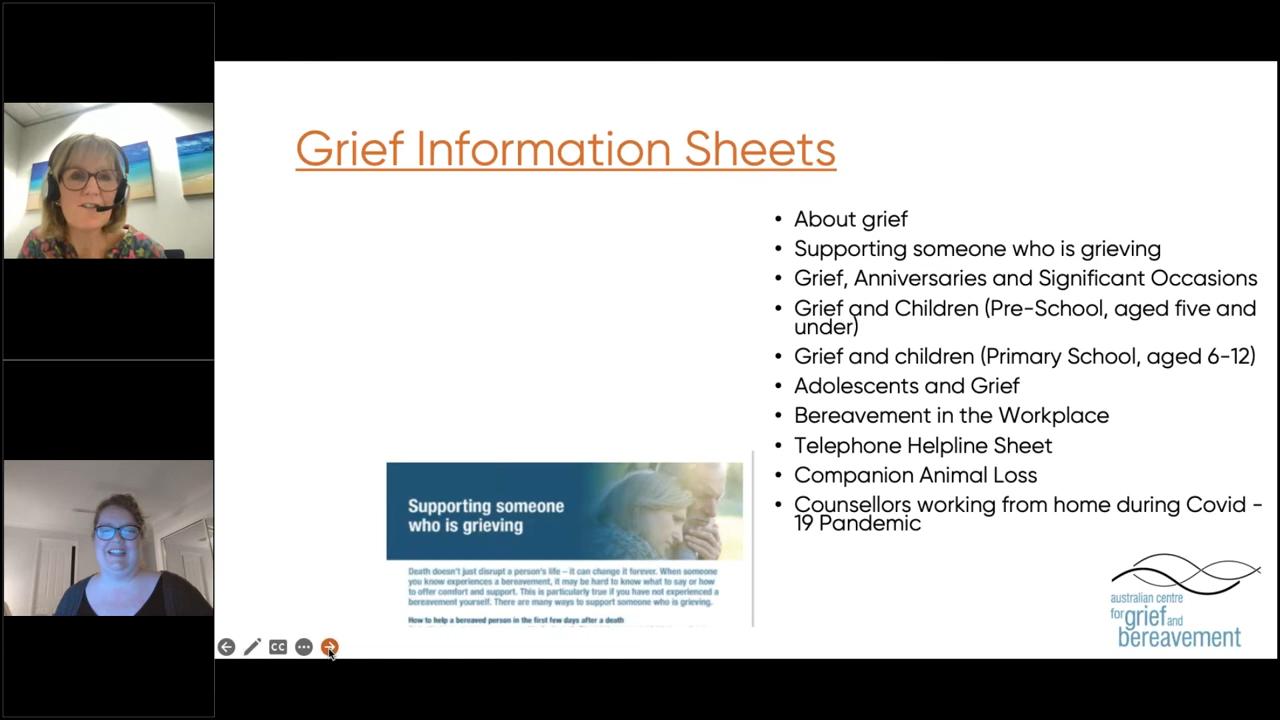 Grief Information Sheets
• About grief
• Supporting someone who is grieving
• Grief, Anniversaries and Significant Occasions
• Grief and Children (Pre-School, aged five and
under)
• Grief and children (Primary School, aged 6-12)
• Adolescents and Grief
• Bereavement in the Workplace
• Telephone Helpline Sheet
• Companion Animal Loss
• Counsellors working from home during Covid -
19 Pandemic
Supporting someone
who is grieving
Death doesn't just disrupt a person's life – it can change it forever. When someone
you know experiences a bereavement, it may be hard to know what to say or how
to offer comfort and support. This is particularly true if you have not experienced a
bereavement yourself. There are many ways to support someone who is grieving.
How to help a bereaved person in the first few days after a death
australian centre
for grief and
bereavement
CC